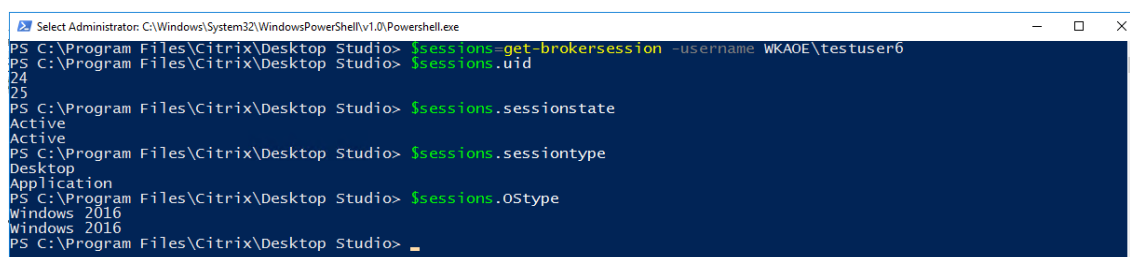 Select Administrator: C:\Windows\System32\WindowsPowerShell\v1.0\Powershell.exe
PS C:\Program Files\Citrix\Desktop Studio> $sessions=get-brokersession -username WKAOE\testuser6
PS C:\Program Files\Citrix\Desktop Studio> $sessions.uid
24
25
PS C:\Program Files\Citrix\Desktop Studio> $sessions.sessionstate
Active
Active
PS C:\Program Files\Citrix\Desktop Studio> $sessions.sessiontype
Desktop
Application
PS C:\Program Files\Citrix\Desktop Studio> $sessions.OStype
Windows 2016
Windows 2016
PS C:\Program Files\Citrix\Desktop Studio>